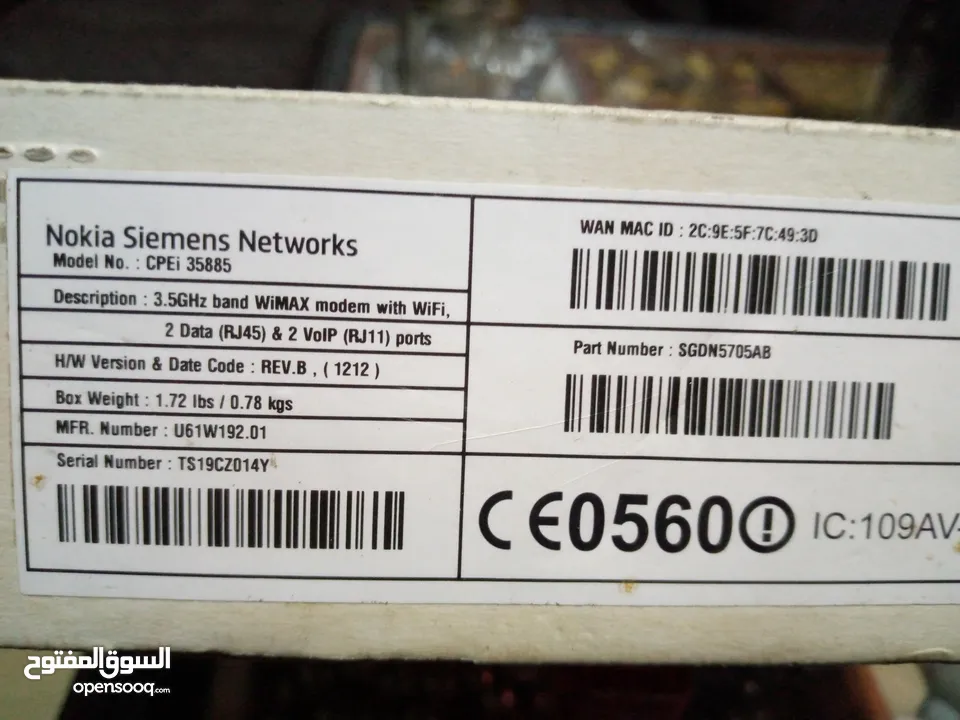 Nokia Siemens Networks
Model No. : CPEi 35885
Description : 3.5GHz band WiMAX modem with WiFi,
2 Data (RJ45) & 2 VoIP (RJ11) ports
H/W Version & Date Code : REV.B , ( 1212 )
Box Weight : 1.72 lbs / 0.78 kgs
MFR. Number : U61W192.01
Serial Number : TS19CZ014Y
WAN MAC ID : 2C:9E:5F:7C:49:3D
Part Number : SGDN5705AB
CE0560 IC:109AV-
السوق المفتوح
opensooq.com